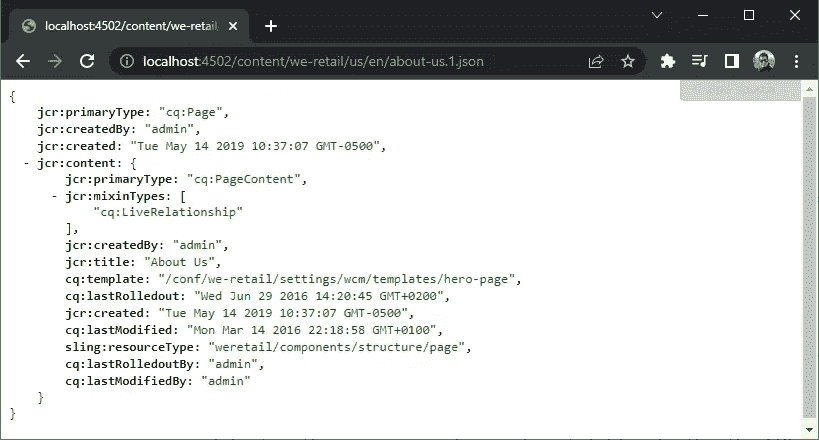 localhost:4502/content/we-retail
localhost:4502/content/we-retail/us/en/about-us.1.json
{
jcr:primaryType: "cq:Page",
jcr:createdBy: "admin",
jcr:created: "Tue May 14 2019 10:37:07 GMT-0500",
- jcr:content: {
jcr:primaryType: "cq:PageContent",
- jcr:mixinTypes: [
"cq:LiveRelationship"
],
jcr:createdBy: "admin",
jcr:title: "About Us",
cq:template: "/conf/we-retail/settings/wcm/templates/hero-page",
cq:lastRolledout: "Wed Jun 29 2016 14:20:45 GMT+0200",
jcr:created: "Tue May 14 2019 10:37:07 GMT-0500",
cq:lastModified: "Mon Mar 14 2016 22:18:58 GMT+0100",
sling:resourceType: "weretail/components/structure/page",
cq:lastRolledoutBy: "admin",
cq:lastModifiedBy: "admin"
}
}